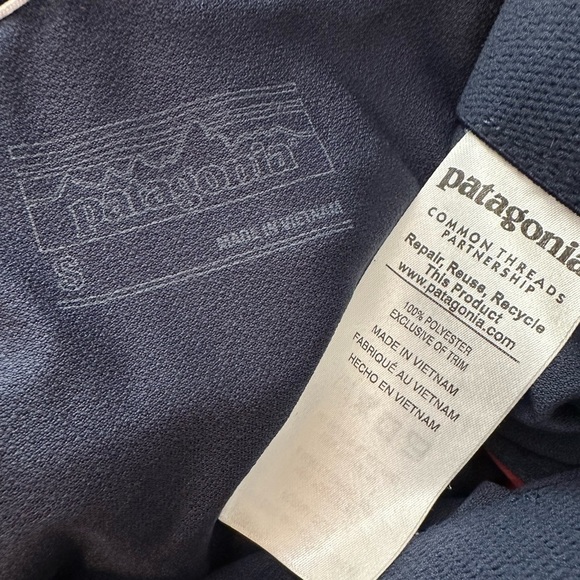 patagonia
S
MADE IN VIETNAM
patagonia
COMMON THREADS
PARTNERSHIP
Repair, Reuse, Recycle
This Product
www.patagonia.com
100% POLYESTER
EXCLUSIVE OF TRIM
MADE IN VIETNAM
FABRIQUÉ AU VIETNAM
HECHO EN VIETNAM